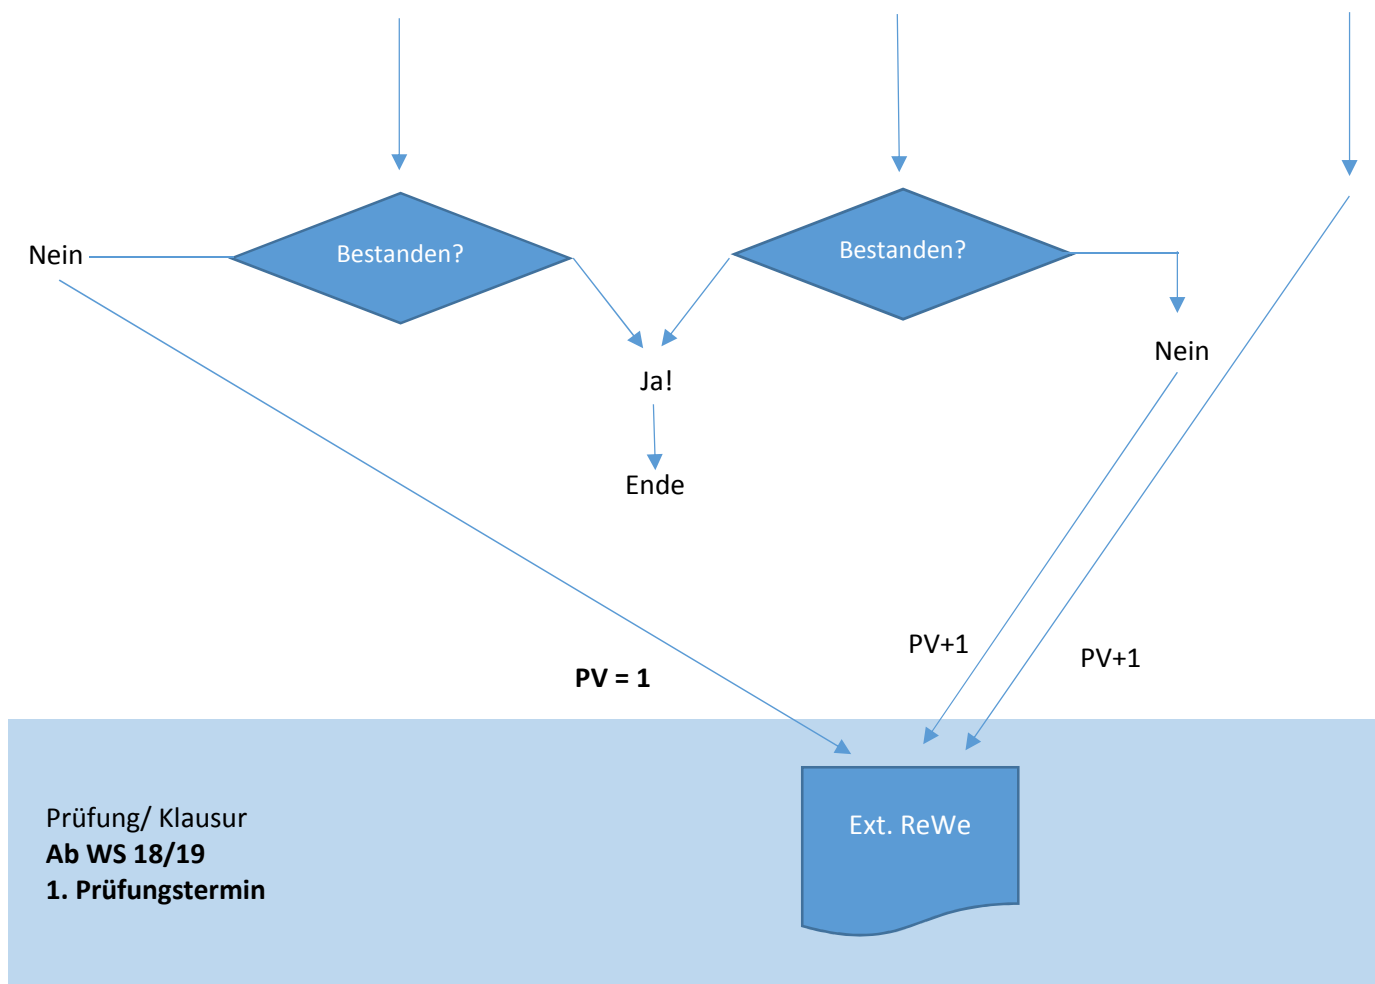 Bestanden?
Bestanden?
Nein
Nein
Ja!
Ende
PV+1
PV+1
PV = 1
Prüfung/ Klausur
Ab WS 18/19
1. Prüfungstermin
Ext. ReWe